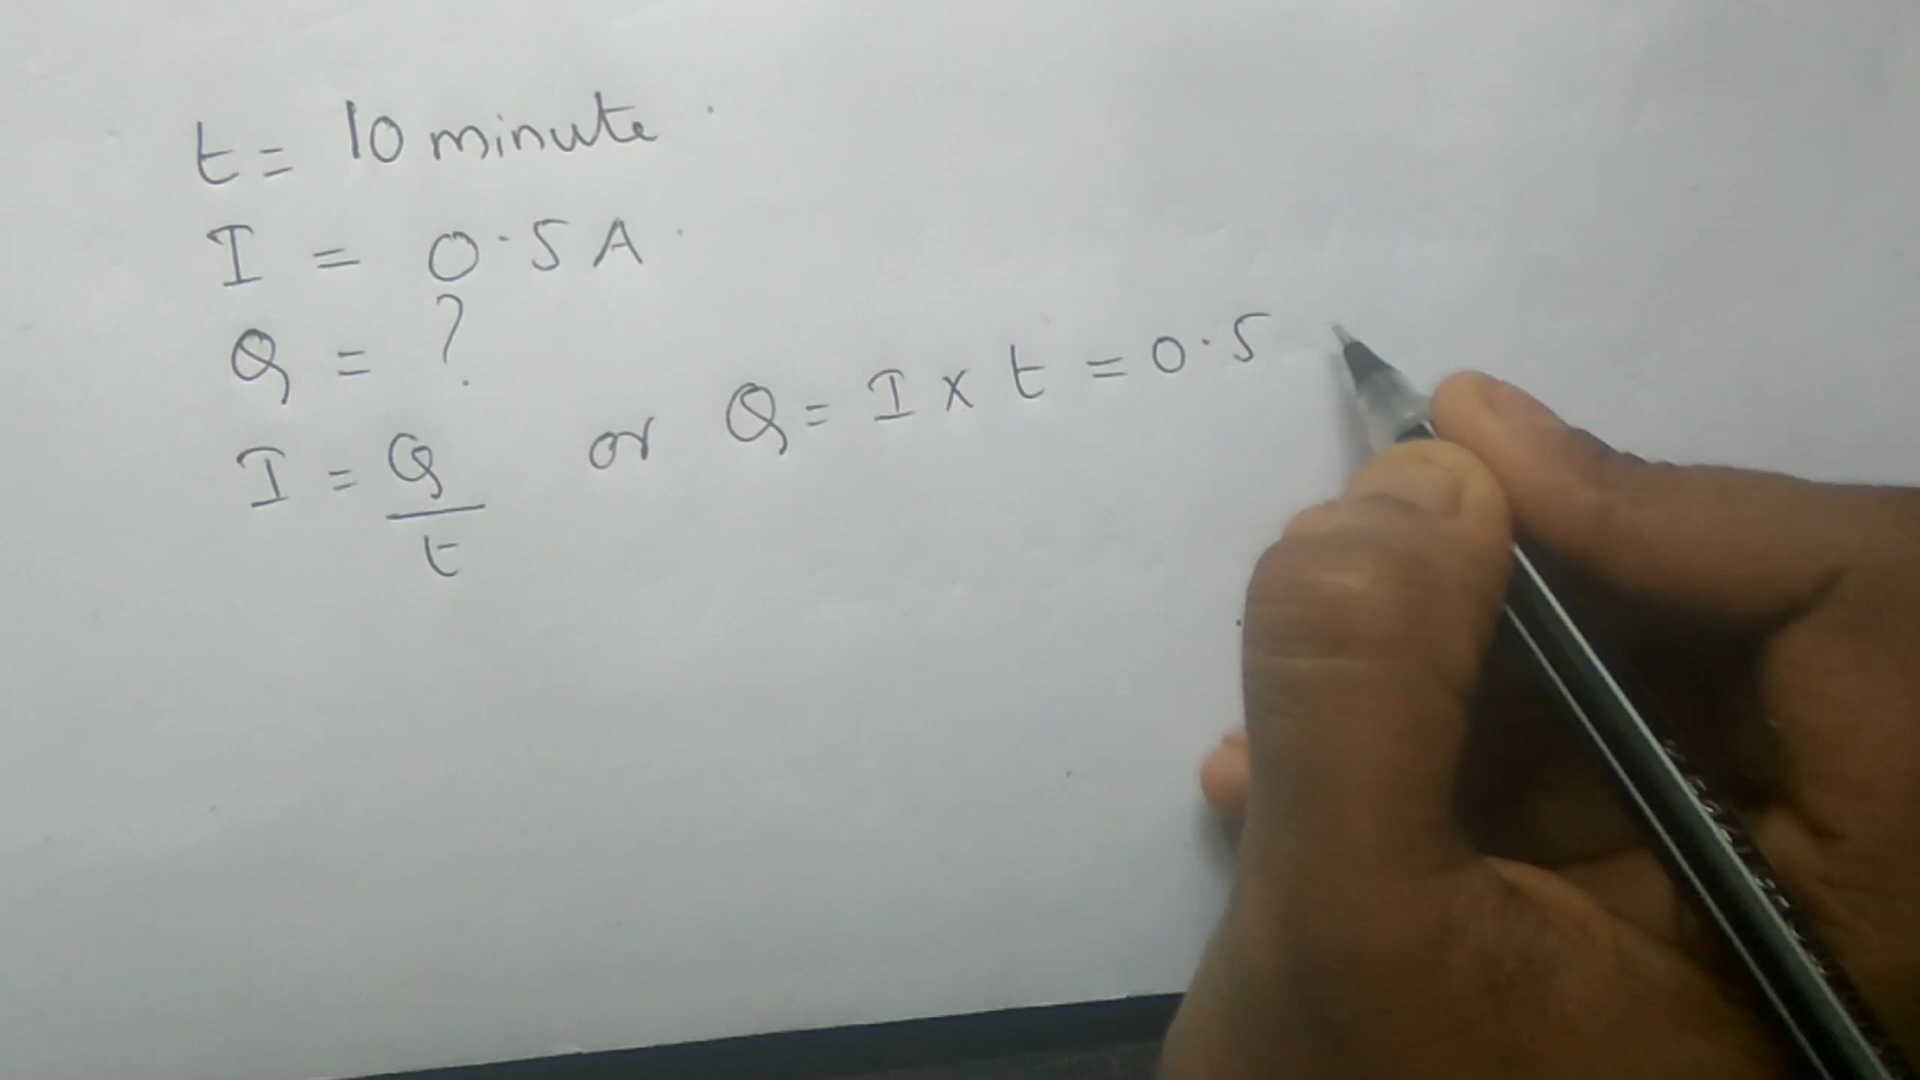 t = 10 minute.
I = 0.5 A.
Q = ?
I = Q/t or Q = I x t = 0.5